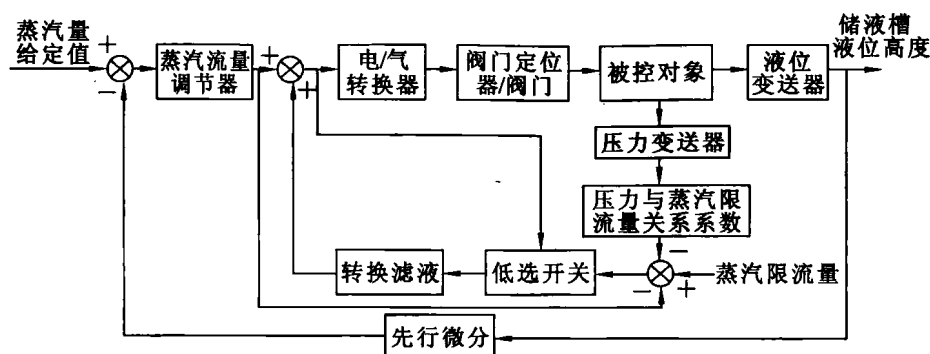 蒸汽量
给定值
+
−
蒸汽流量
调节器
+
+
电/气
转换器
阀门定位
器/阀门
被控对象
液位
变送器
储液槽
液位高度
压力变送器
压力与蒸汽限
流量关系系数
−
−
+
蒸汽限流量
低选开关
转换滤液
先行微分